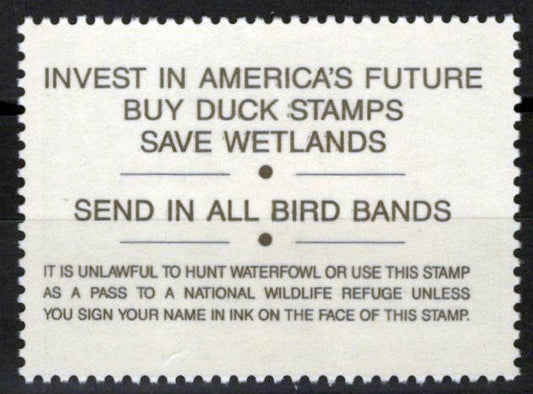 INVEST IN AMERICA'S FUTURE
BUY DUCK STAMPS
SAVE WETLANDS
SEND IN ALL BIRD BANDS
IT IS UNLAWFUL TO HUNT WATERFOWL OR USE THIS STAMP
AS A PASS TO A NATIONAL WILDLIFE REFUGE UNLESS
YOU SIGN YOUR NAME IN INK ON THE FACE OF THIS STAMP.